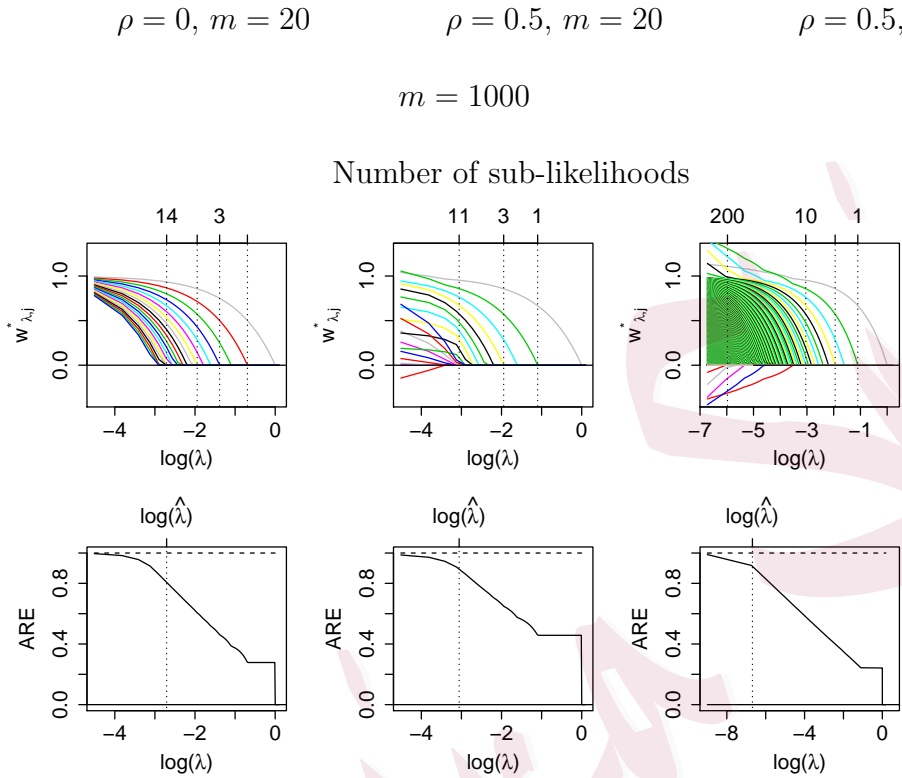 ρ = 0, m = 20 ρ = 0.5, m = 20 ρ = 0.5,
m = 1000
Number of sub-likelihoods
14 3 11 3 1 200 10 1
w*λ,j 0.0 1.0 w*λ,j 0.0 1.0 w*λ,j 0.0 1.0
−4 −2 0 −4 −2 0 −7 −5 −3 −1
log(λ) log(λ) log(λ)
log(λ̂) log(λ̂) log(λ̂)
ARE 0.0 0.4 0.8 ARE 0.0 0.4 0.8 ARE 0.0 0.4 0.8
−4 −2 0 −4 −2 0 −8 −4 0
log(λ) log(λ) log(λ)